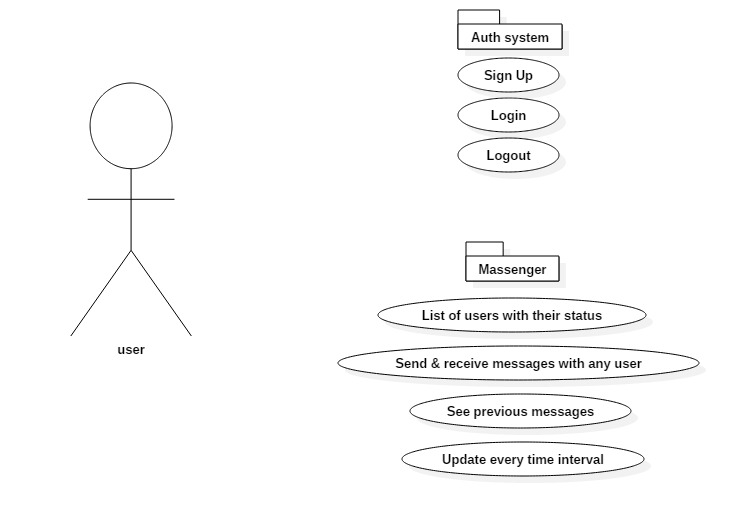 Auth system
Sign Up
Login
Logout
user
Massenger
List of users with their status
Send & receive messages with any user
See previous messages
Update every time interval